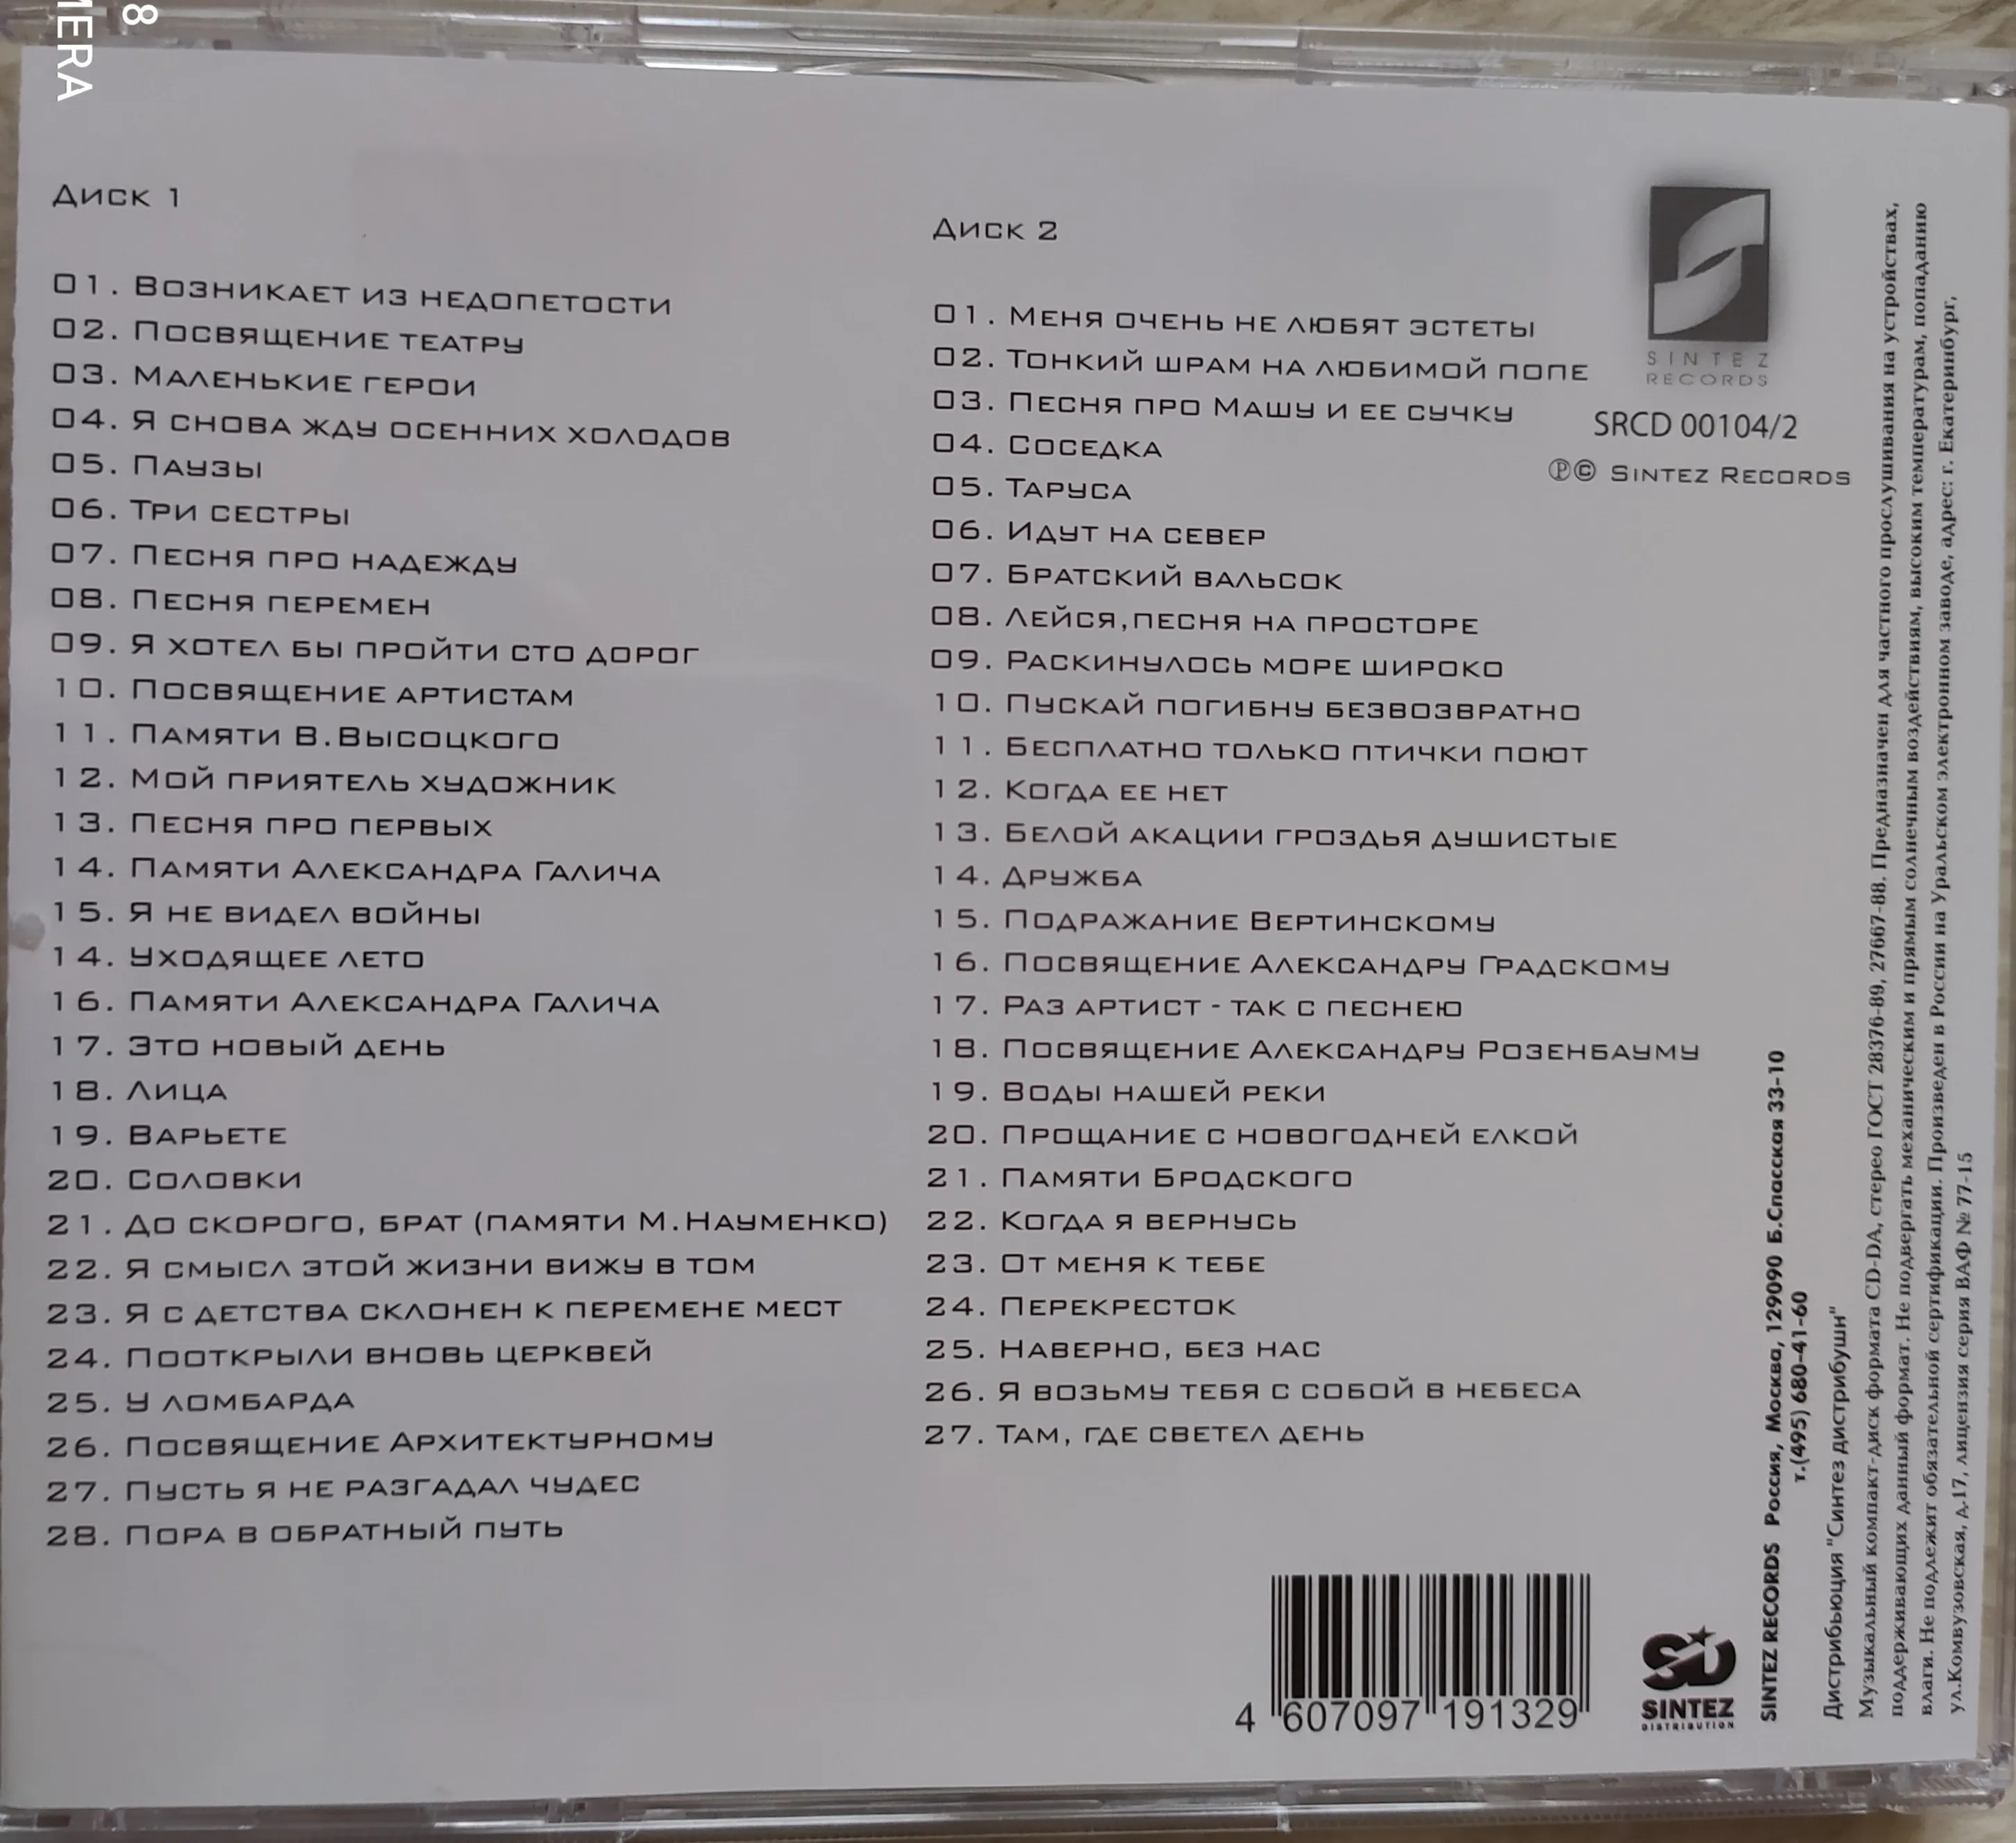 8
MERA
Диск 1
01. Возникает из недопетости
02. Посвящение театру
03. Маленькие герои
04. Я снова жду осенних холодов
05. Паузы
06. Три сестры
07. Песня про надежду
08. Песня перемен
09. Я хотел бы пройти сто дорог
10. Посвящение артистам
11. Памяти В.Высоцкого
12. Мой приятель художник
13. Песня про первых
14. Памяти Александра Галича
15. Я не видел войны
14. Уходящее лето
16. Памяти Александра Галича
17. Это новый день
18. Лица
19. Варьете
20. Соловки
21. До скорого, брат (памяти М.Науменко)
22. Я смысл этой жизни вижу в том
23. Я с детства склонен к перемене мест
24. Пооткрыли вновь церквей
25. У ломбарда
26. Посвящение Архитектурному
27. Пусть я не разгадал чудес
28. Пора в обратный путь
Диск 2
01. Меня очень не любят эстеты
02. Тонкий шрам на любимой попе
03. Песня про Машу и ее сучку
04. Соседка
05. Таруса
06. Идут на север
07. Братский вальсок
08. Лейся,песня на просторе
09. Раскинулось море широко
10. Пускай погибну безвозвратно
11. Бесплатно только птички поют
12. Когда ее нет
13. Белой акации гроздья душистые
14. Дружба
15. Подражание Вертинскому
16. Посвящение Александру Градскому
17. Раз артист - так с песнею
18. Посвящение Александру Розенбауму
19. Воды нашей реки
20. Прощание с новогодней елкой
21. Памяти Бродского
22. Когда я вернусь
23. От меня к тебе
24. Перекресток
25. Наверно, без нас
26. Я возьму тебя с собой в небеса
27. Там, где светел день
SINTEZ
RECORDS
SRCD 00104/2
℗© Sintez Records
4 607097 191329
SD
SINTEZ
DISTRIBUTION
SINTEZ RECORDS Россия, Москва, 129090 Б.Спасская 33-10
т.(495) 680-41-60
Дистрибьюция "Синтез дистрибушн"
Музыкальный компакт-диск формата CD-DA, стерео ГОСТ 28376-89, 27667-88. Предназначен для частного прослушивания на устройствах,
поддерживающих данный формат. Не подвергать механическим и прямым солнечным воздействиям, высоким температурам, попаданию
влаги. Не подлежит обязательной сертификации. Произведен в России на Уральском электронном заводе, адрес: г. Екатеринбург,
ул.Комвузовская, д.17, лицензия серия ВАФ № 77-15